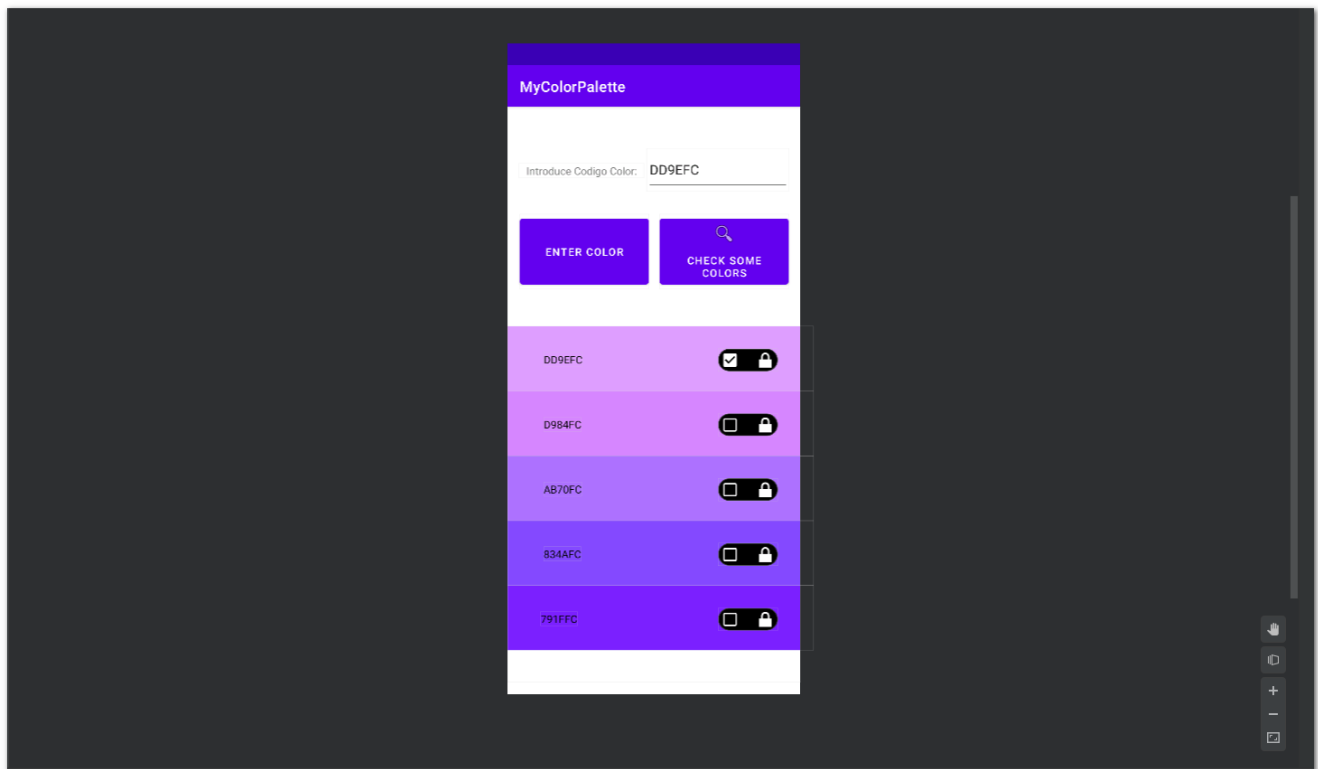 MyColorPalette
Introduce Codigo Color: DD9EFC
ENTER COLOR
CHECK SOME
COLORS
DD9EFC
D984FC
AB70FC
834AFC
791FFC